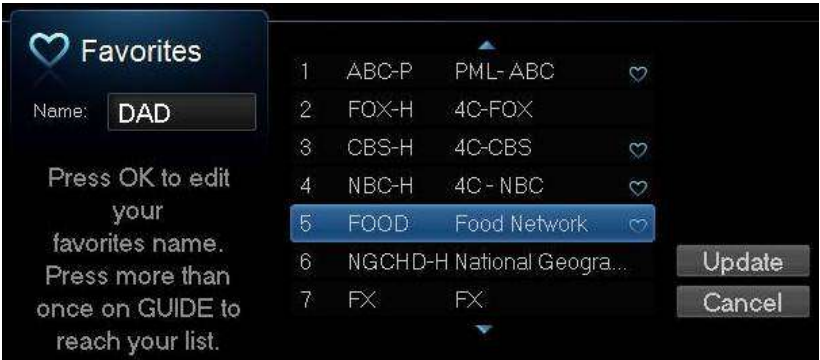 Favorites
Name: DAD
Press OK to edit
your
favorites name.
Press more than
once on GUIDE to
reach your list.
1 ABC-P PML-ABC
2 FOX-H 4C-FOX
3 CBS-H 4C-CBS
4 NBC-H 4C-NBC
5 FOOD Food Network
6 NGCHD-H National Geogra...
7 FX FX
Update
Cancel